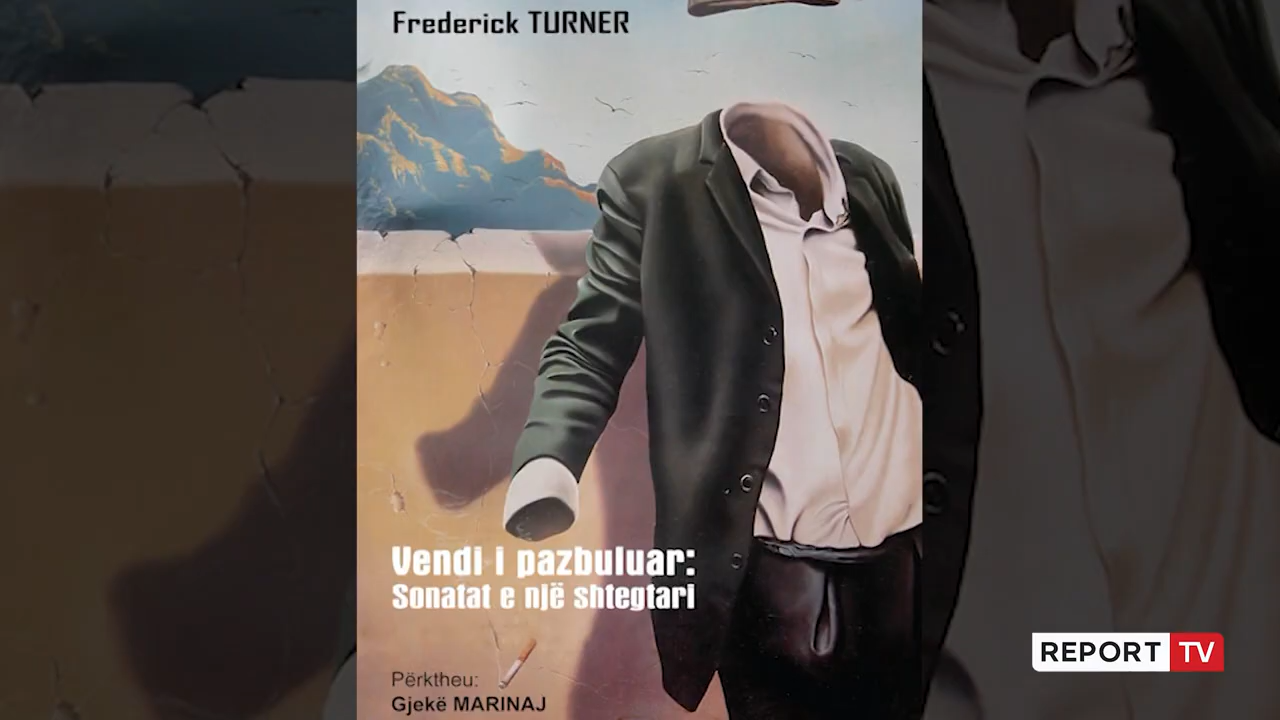 Frederick TURNER
Vendi i pazbuluar:
Sonatat e një shtegtari
Përktheu:
Gjekë MARINAJ
REPORT TV